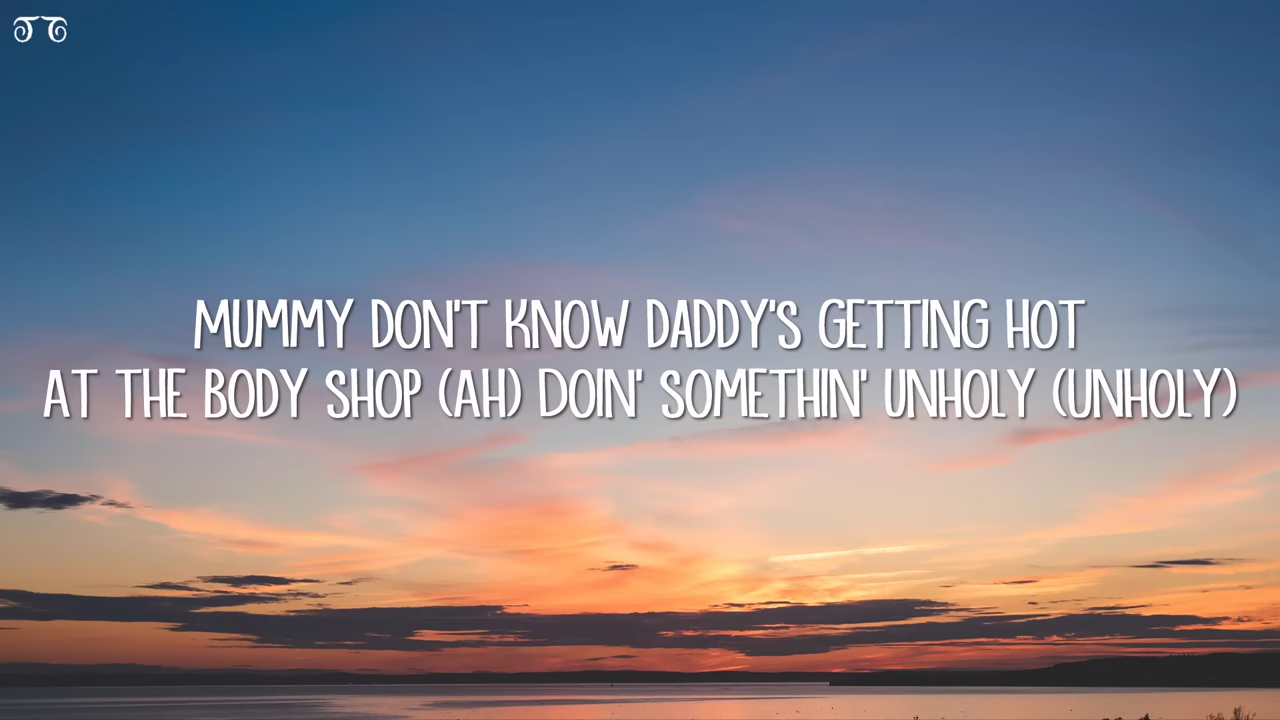 MUMMY DON'T KNOW DADDY'S GETTING HOT
AT THE BODY SHOP (AH) DOIN' SOMETHIN' UNHOLY (UNHOLY)